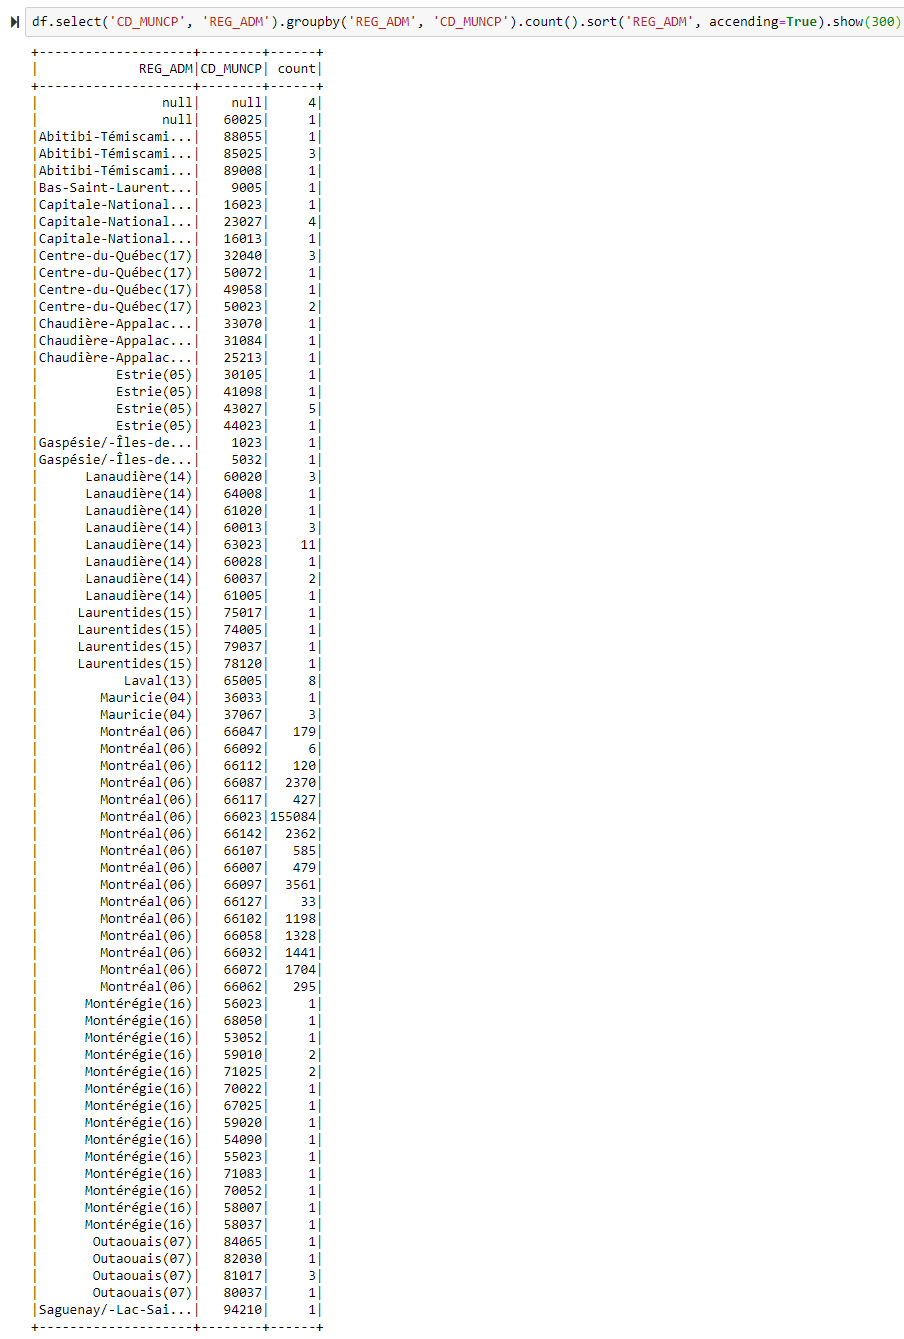 df.select('CD_MUNCP', 'REG_ADM').groupby('REG_ADM', 'CD_MUNCP').count().sort('REG_ADM', accending=True).show(300)
+--------------------+--------+------+
|             REG_ADM|CD_MUNCP| count|
+--------------------+--------+------+
|                null|    null|     4|
|                null|   60025|     1|
|Abitibi-Témiscami...|   88055|     1|
|Abitibi-Témiscami...|   85025|     3|
|Abitibi-Témiscami...|   89008|     1|
|Bas-Saint-Laurent...|    9005|     1|
|Capitale-National...|   16023|     1|
|Capitale-National...|   23027|     4|
|Capitale-National...|   16013|     1|
|Centre-du-Québec(17)|   32040|     3|
|Centre-du-Québec(17)|   50072|     1|
|Centre-du-Québec(17)|   49058|     1|
|Centre-du-Québec(17)|   50023|     2|
|Chaudière-Appalac...|   33070|     1|
|Chaudière-Appalac...|   31084|     1|
|Chaudière-Appalac...|   25213|     1|
|          Estrie(05)|   30105|     1|
|          Estrie(05)|   41098|     1|
|          Estrie(05)|   43027|     5|
|          Estrie(05)|   44023|     1|
|Gaspésie/-Îles-de...|    1023|     1|
|Gaspésie/-Îles-de...|    5032|     1|
|      Lanaudière(14)|   60020|     3|
|      Lanaudière(14)|   64008|     1|
|      Lanaudière(14)|   61020|     1|
|      Lanaudière(14)|   60013|     3|
|      Lanaudière(14)|   63023|    11|
|      Lanaudière(14)|   60028|     1|
|      Lanaudière(14)|   60037|     2|
|      Lanaudière(14)|   61005|     1|
|     Laurentides(15)|   75017|     1|
|     Laurentides(15)|   74005|     1|
|     Laurentides(15)|   79037|     1|
|     Laurentides(15)|   78120|     1|
|           Laval(13)|   65005|     8|
|        Mauricie(04)|   36033|     1|
|        Mauricie(04)|   37067|     3|
|        Montréal(06)|   66047|   179|
|        Montréal(06)|   66092|     6|
|        Montréal(06)|   66112|   120|
|        Montréal(06)|   66087|  2370|
|        Montréal(06)|   66117|   427|
|        Montréal(06)|   66023|155084|
|        Montréal(06)|   66142|  2362|
|        Montréal(06)|   66107|   585|
|        Montréal(06)|   66007|   479|
|        Montréal(06)|   66097|  3561|
|        Montréal(06)|   66127|    33|
|        Montréal(06)|   66102|  1198|
|        Montréal(06)|   66058|  1328|
|        Montréal(06)|   66032|  1441|
|        Montréal(06)|   66072|  1704|
|        Montréal(06)|   66062|   295|
|      Montérégie(16)|   56023|     1|
|      Montérégie(16)|   68050|     1|
|      Montérégie(16)|   53052|     1|
|      Montérégie(16)|   59010|     2|
|      Montérégie(16)|   71025|     2|
|      Montérégie(16)|   70022|     1|
|      Montérégie(16)|   67025|     1|
|      Montérégie(16)|   59020|     1|
|      Montérégie(16)|   54090|     1|
|      Montérégie(16)|   55023|     1|
|      Montérégie(16)|   71083|     1|
|      Montérégie(16)|   70052|     1|
|      Montérégie(16)|   58007|     1|
|      Montérégie(16)|   58037|     1|
|       Outaouais(07)|   84065|     1|
|       Outaouais(07)|   82030|     1|
|       Outaouais(07)|   81017|     3|
|       Outaouais(07)|   80037|     1|
|Saguenay/-Lac-Sai...|   94210|     1|
+--------------------+--------+------+